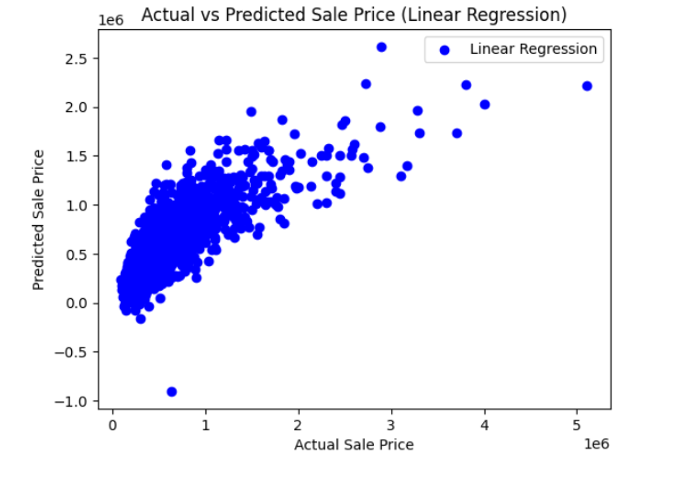 Actual vs Predicted Sale Price (Linear Regression)
1e6
Linear Regression
2.5
2.0
1.5
1.0
0.5
0.0
−0.5
−1.0
Predicted Sale Price
0 1 2 3 4 5
Actual Sale Price
1e6